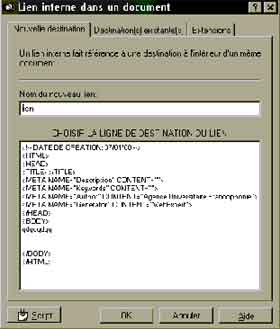 Lien interne dans un document
Nouvelle destination Destination(s) existante(s) Extensions
Un lien interne fait référence à une destination à l'intérieur d'un même
document
Nom du nouveau lien:
lien
CHOISIR LA LIGNE DE DESTINATION DU LIEN
<!-- DATE DE CREATION: 07/01/00 -->
<HTML>
<HEAD>
<TITLE> </TITLE>
<META NAME="Description" CONTENT="">
<META NAME="Keywords" CONTENT="">
<META NAME="Author" CONTENT="Agence Universitaire Francophonie">
<META NAME="Generator" CONTENT="WebExpert">
</HEAD>
<BODY>
</BODY>
</HTML>
Script OK Annuler Aide